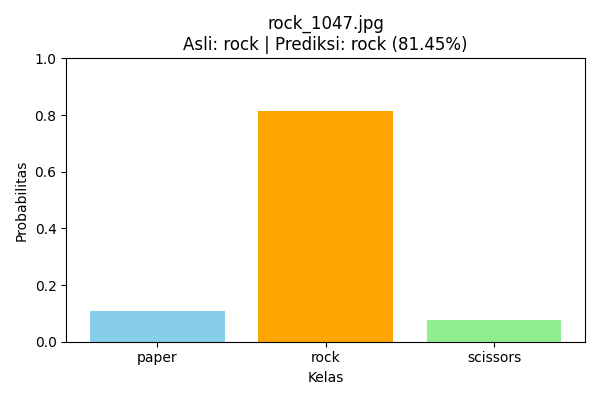 rock_1047.jpg
Asli: rock | Prediksi: rock (81.45%)
1.0
0.8
0.6
0.4
0.2
0.0
Probabilitas
paper
rock
scissors
Kelas